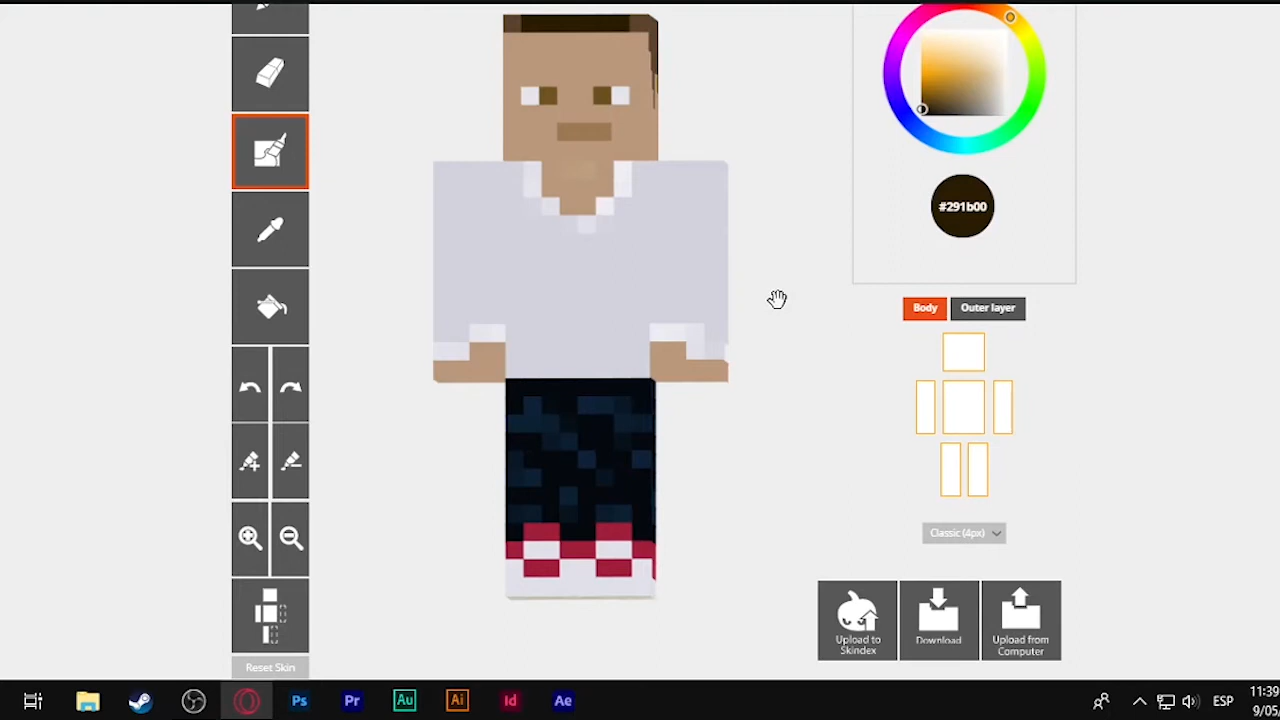 #291b00
Body
Outer layer
Classic (4px)
Upload to
Skindex
Download
Upload from
Computer
Reset Skin
Ps
Pr
Au
Ai
Id
Ae
ESP
11:39
9/05